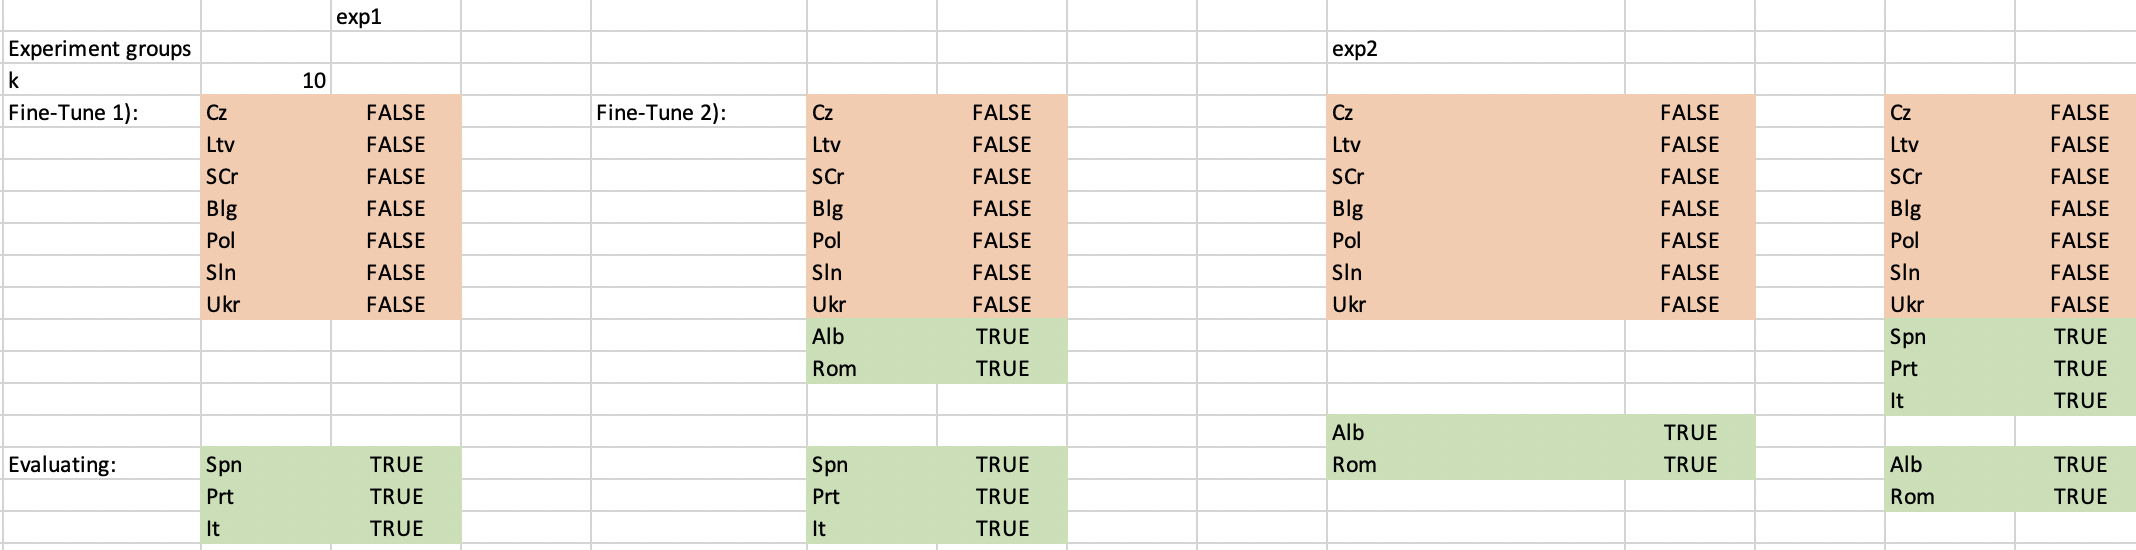 exp1
Experiment groups exp2
k 10
Fine-Tune 1): Cz FALSE Fine-Tune 2): Cz FALSE Cz FALSE Cz FALSE
Ltv FALSE Ltv FALSE Ltv FALSE Ltv FALSE
SCr FALSE SCr FALSE SCr FALSE SCr FALSE
Blg FALSE Blg FALSE Blg FALSE Blg FALSE
Pol FALSE Pol FALSE Pol FALSE Pol FALSE
Sln FALSE Sln FALSE Sln FALSE Sln FALSE
Ukr FALSE Ukr FALSE Ukr FALSE Ukr FALSE
Alb TRUE Spn TRUE
Rom TRUE Prt TRUE
It TRUE
Alb TRUE
Evaluating: Spn TRUE Spn TRUE Rom TRUE Alb TRUE
Prt TRUE Prt TRUE Rom TRUE
It TRUE It TRUE